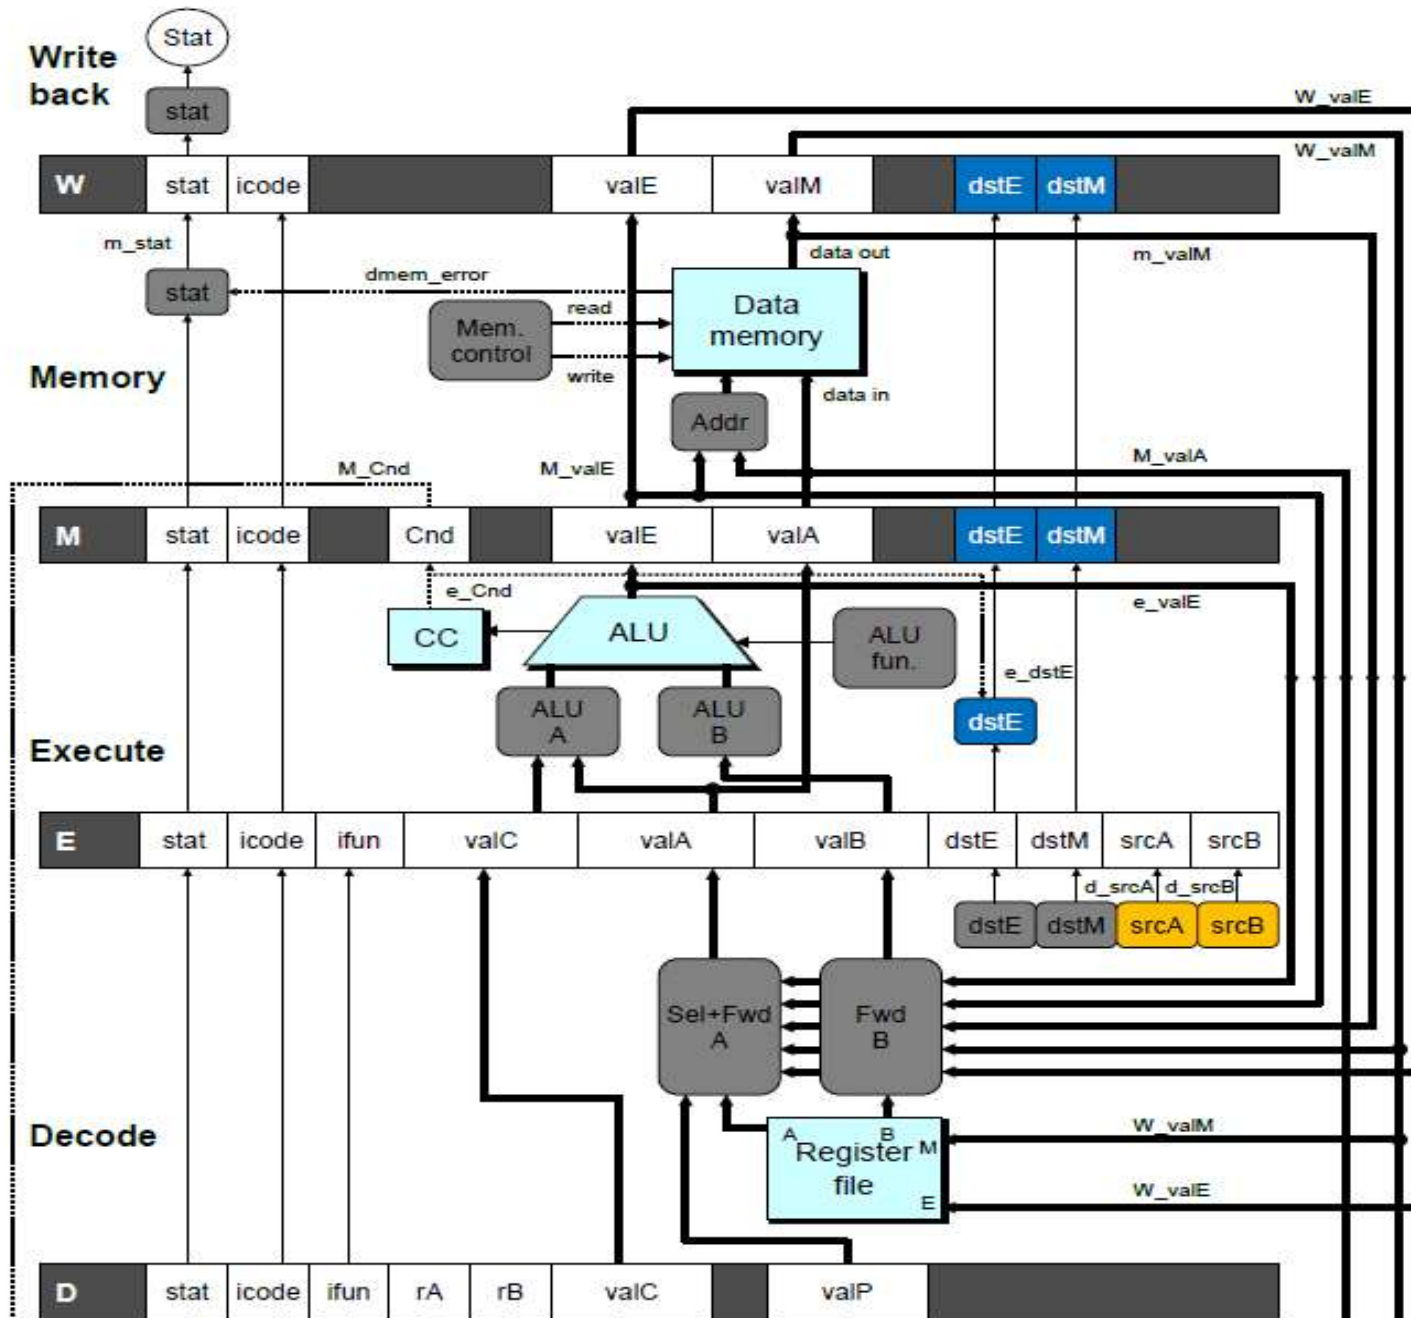 Stat
Write
back
stat
W_valE
W_valM
W stat icode valE valM dstE dstM
m_stat
data out
m_valM
dmem_error
stat
read
Mem.
control
Data
memory
write
Memory
data in
Addr
M_Cnd
M_valE
M_valA
M stat icode Cnd valE valA dstE dstM
e_Cnd
e_valE
CC
ALU
ALU
fun.
e_dstE
ALU
A
ALU
B
dstE
Execute
E stat icode ifun valC valA valB dstE dstM srcA srcB
d_srcA d_srcB
dstE dstM srcA srcB
Sel+Fwd
A
Fwd
B
Decode
A B
Register M
file
E
W_valM
W_valE
D stat icode ifun rA rB valC valP